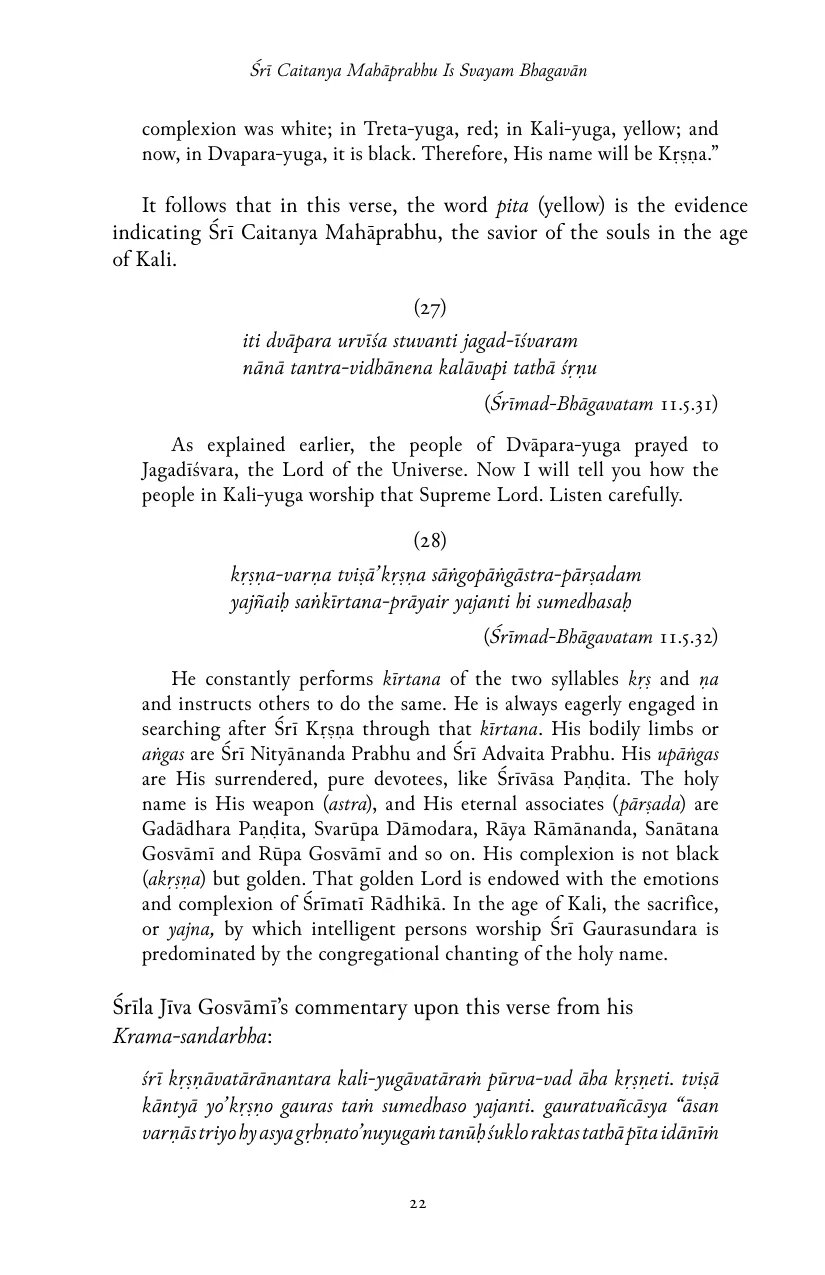 Śrī Caitanya Mahāprabhu Is Svayam Bhagavān
complexion was white; in Treta-yuga, red; in Kali-yuga, yellow; and
now, in Dvapara-yuga, it is black. Therefore, His name will be Kṛṣṇa.”
It follows that in this verse, the word pita (yellow) is the evidence
indicating Śrī Caitanya Mahāprabhu, the savior of the souls in the age
of Kali.
(27)
iti dvāpara urvīśa stuvanti jagad-īśvaram
nānā tantra-vidhānena kalāvapi tathā śṛṇu
(Śrīmad-Bhāgavatam 11.5.31)
As explained earlier, the people of Dvāpara-yuga prayed to
Jagadīśvara, the Lord of the Universe. Now I will tell you how the
people in Kali-yuga worship that Supreme Lord. Listen carefully.
(28)
kṛṣṇa-varṇa tviṣā’kṛṣṇa sāṅgopāṅgāstra-pārṣadam
yajñaiḥ saṅkīrtana-prāyair yajanti hi sumedhasaḥ
(Śrīmad-Bhāgavatam 11.5.32)
He constantly performs kīrtana of the two syllables kṛṣ and ṇa
and instructs others to do the same. He is always eagerly engaged in
searching after Śrī Kṛṣṇa through that kīrtana. His bodily limbs or
aṅgas are Śrī Nityānanda Prabhu and Śrī Advaita Prabhu. His upāṅgas
are His surrendered, pure devotees, like Śrīvāsa Paṇḍita. The holy
name is His weapon (astra), and His eternal associates (pārṣada) are
Gadādhara Paṇḍita, Svarūpa Dāmodara, Rāya Rāmānanda, Sanātana
Gosvāmī and Rūpa Gosvāmī and so on. His complexion is not black
(akṛṣṇa) but golden. That golden Lord is endowed with the emotions
and complexion of Śrīmatī Rādhikā. In the age of Kali, the sacrifice,
or yajna, by which intelligent persons worship Śrī Gaurasundara is
predominated by the congregational chanting of the holy name.
Śrīla Jīva Gosvāmī’s commentary upon this verse from his
Krama-sandarbha:
śrī kṛṣṇāvatārānantara kali-yugāvatāraṁ pūrva-vad āha kṛṣṇeti. tviṣā
kāntyā yo’kṛṣṇo gauras taṁ sumedhaso yajanti. gauratvañcāsya “āsan
varṇās triyo hy asya gṛhṇato’nuyugaṁ tanūḥ śuklo raktas tathā pīta idānīṁ
22